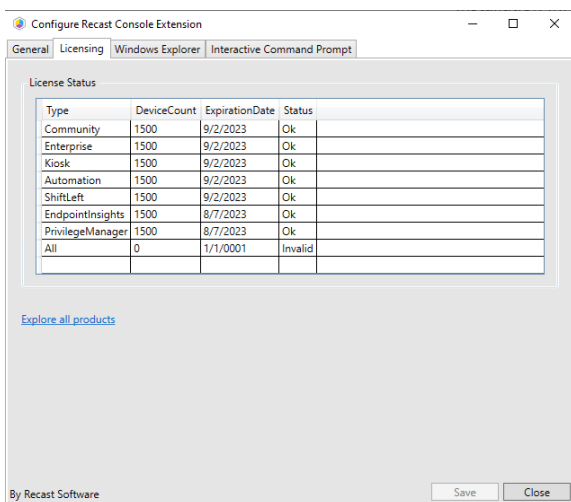 Configure Recast Console Extension
General Licensing Windows Explorer Interactive Command Prompt
License Status
Type DeviceCount ExpirationDate Status
Community 1500 9/2/2023 Ok
Enterprise 1500 9/2/2023 Ok
Kiosk 1500 9/2/2023 Ok
Automation 1500 9/2/2023 Ok
ShiftLeft 1500 9/2/2023 Ok
EndpointInsights 1500 8/7/2023 Ok
PrivilegeManager 1500 8/7/2023 Ok
All 0 1/1/0001 Invalid
Explore all products
By Recast Software Save Close